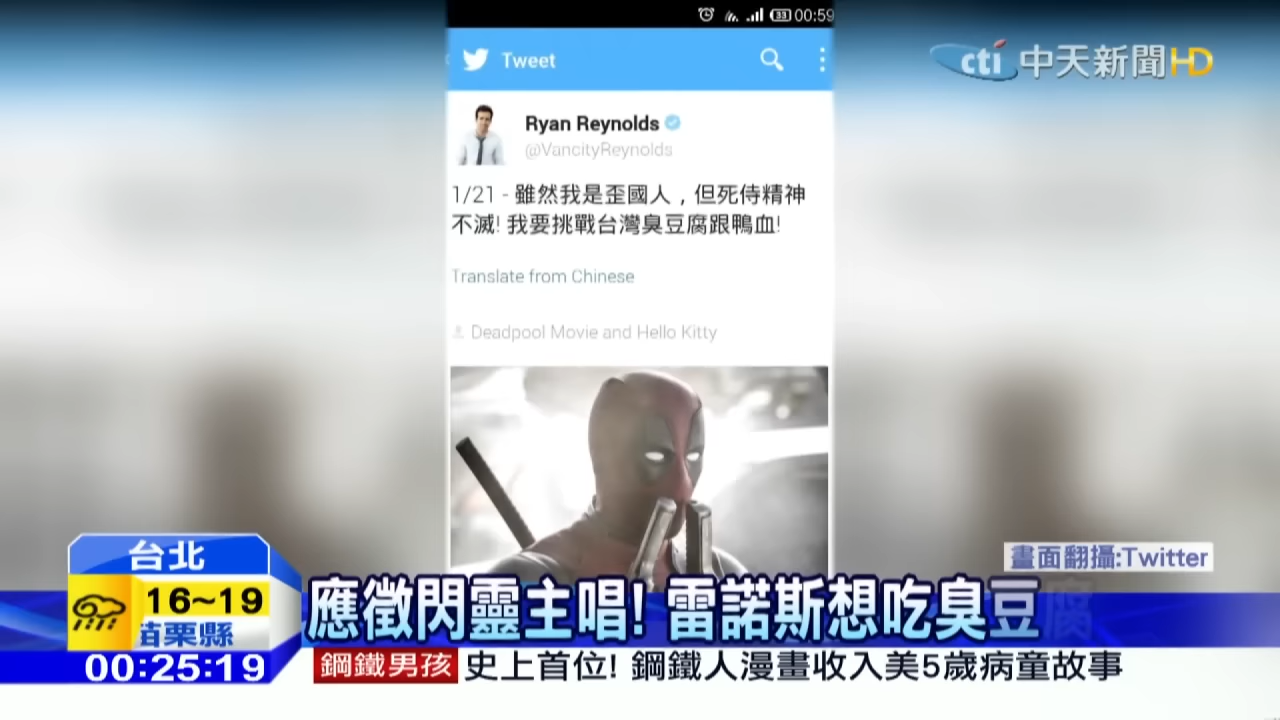 33 00:59
Tweet
cti 中天新聞HD
Ryan Reynolds
@VancityReynolds
1/21 - 雖然我是歪國人，但死侍精神
不滅! 我要挑戰台灣臭豆腐跟鴨血!
Translate from Chinese
Deadpool Movie and Hello Kitty
畫面翻攝:Twitter
台北
16~19
苗栗縣
00:25:19
應徵閃靈主唱! 雷諾斯想吃臭豆腐
鋼鐵男孩 史上首位! 鋼鐵人漫畫收入美5歲病童故事